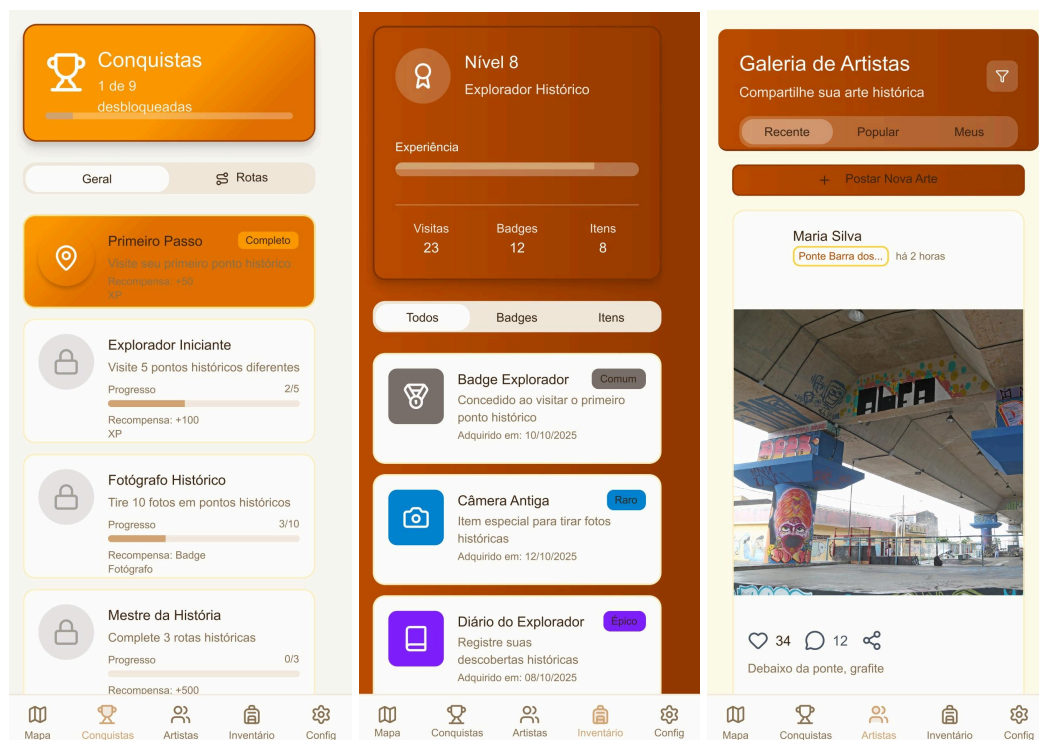 Conquistas
1 de 9
desbloqueadas
Geral
Rotas
Primeiro Passo
Completo
Visite seu primeiro ponto histórico
Recompensa: +50
XP
Explorador Iniciante
Visite 5 pontos históricos diferentes
Progresso
2/5
Recompensa: +100
XP
Fotógrafo Histórico
Tire 10 fotos em pontos históricos
Progresso
3/10
Recompensa: Badge
Fotógrafo
Mestre da História
Complete 3 rotas históricas
Progresso
0/3
Recompensa: +500
Mapa
Conquistas
Artistas
Inventário
Config
Nível 8
Explorador Histórico
Experiência
Visitas
Badges
Itens
23
12
8
Todos
Badges
Itens
Badge Explorador
Comum
Concedido ao visitar o primeiro
ponto histórico
Adquirido em: 10/10/2025
Câmera Antiga
Raro
Item especial para tirar fotos
históricas
Adquirido em: 12/10/2025
Diário do Explorador
Épico
Registre suas
descobertas históricas
Adquirido em: 08/10/2025
Mapa
Conquistas
Artistas
Inventário
Config
Galeria de Artistas
Compartilhe sua arte histórica
Recente
Popular
Meus
+ Postar Nova Arte
Maria Silva
Ponte Barra dos...
há 2 horas
34
12
Debaixo da ponte, grafite
Mapa
Conquistas
Artistas
Inventário
Config